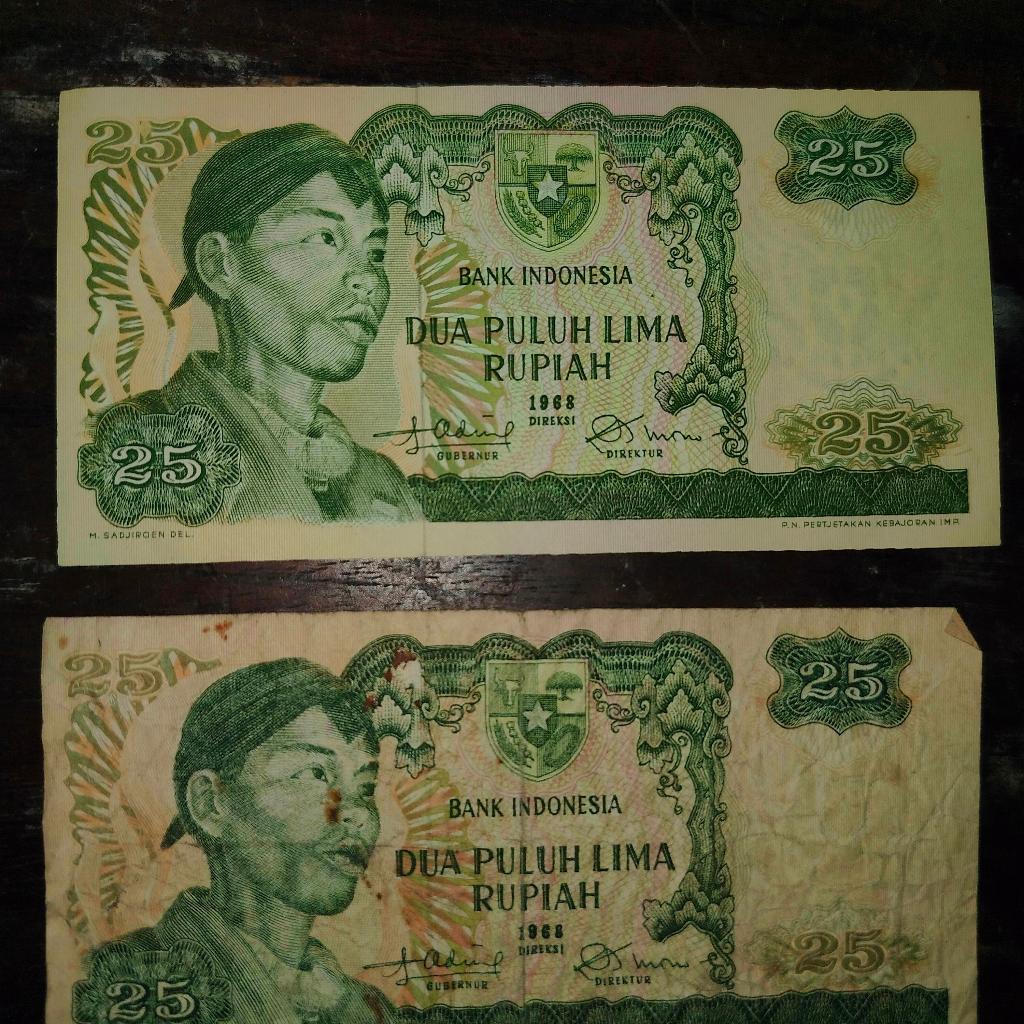 25
25
BANK INDONESIA
DUA PULUH LIMA
RUPIAH
1968
DIREKSI
GUBERNUR
DIREKTUR
25
25
M. SADJIROEN DEL.
P.N. PERTJETAKAN KEBAJORAN IMP.
25
25
BANK INDONESIA
DUA PULUH LIMA
RUPIAH
1968
DIREKSI
GUBERNUR
DIREKTUR
25
25